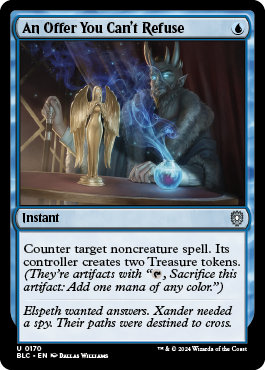 An Offer You Can't Refuse
Instant
Counter target noncreature spell. Its
controller creates two Treasure tokens.
(They're artifacts with “, Sacrifice this
artifact: Add one mana of any color.”)
Elspeth wanted answers. Xander needed
a spy. Their paths were destined to cross.
U 0170
BLC • EN DALLAS WILLIAMS
™ & © 2024 Wizards of the Coast